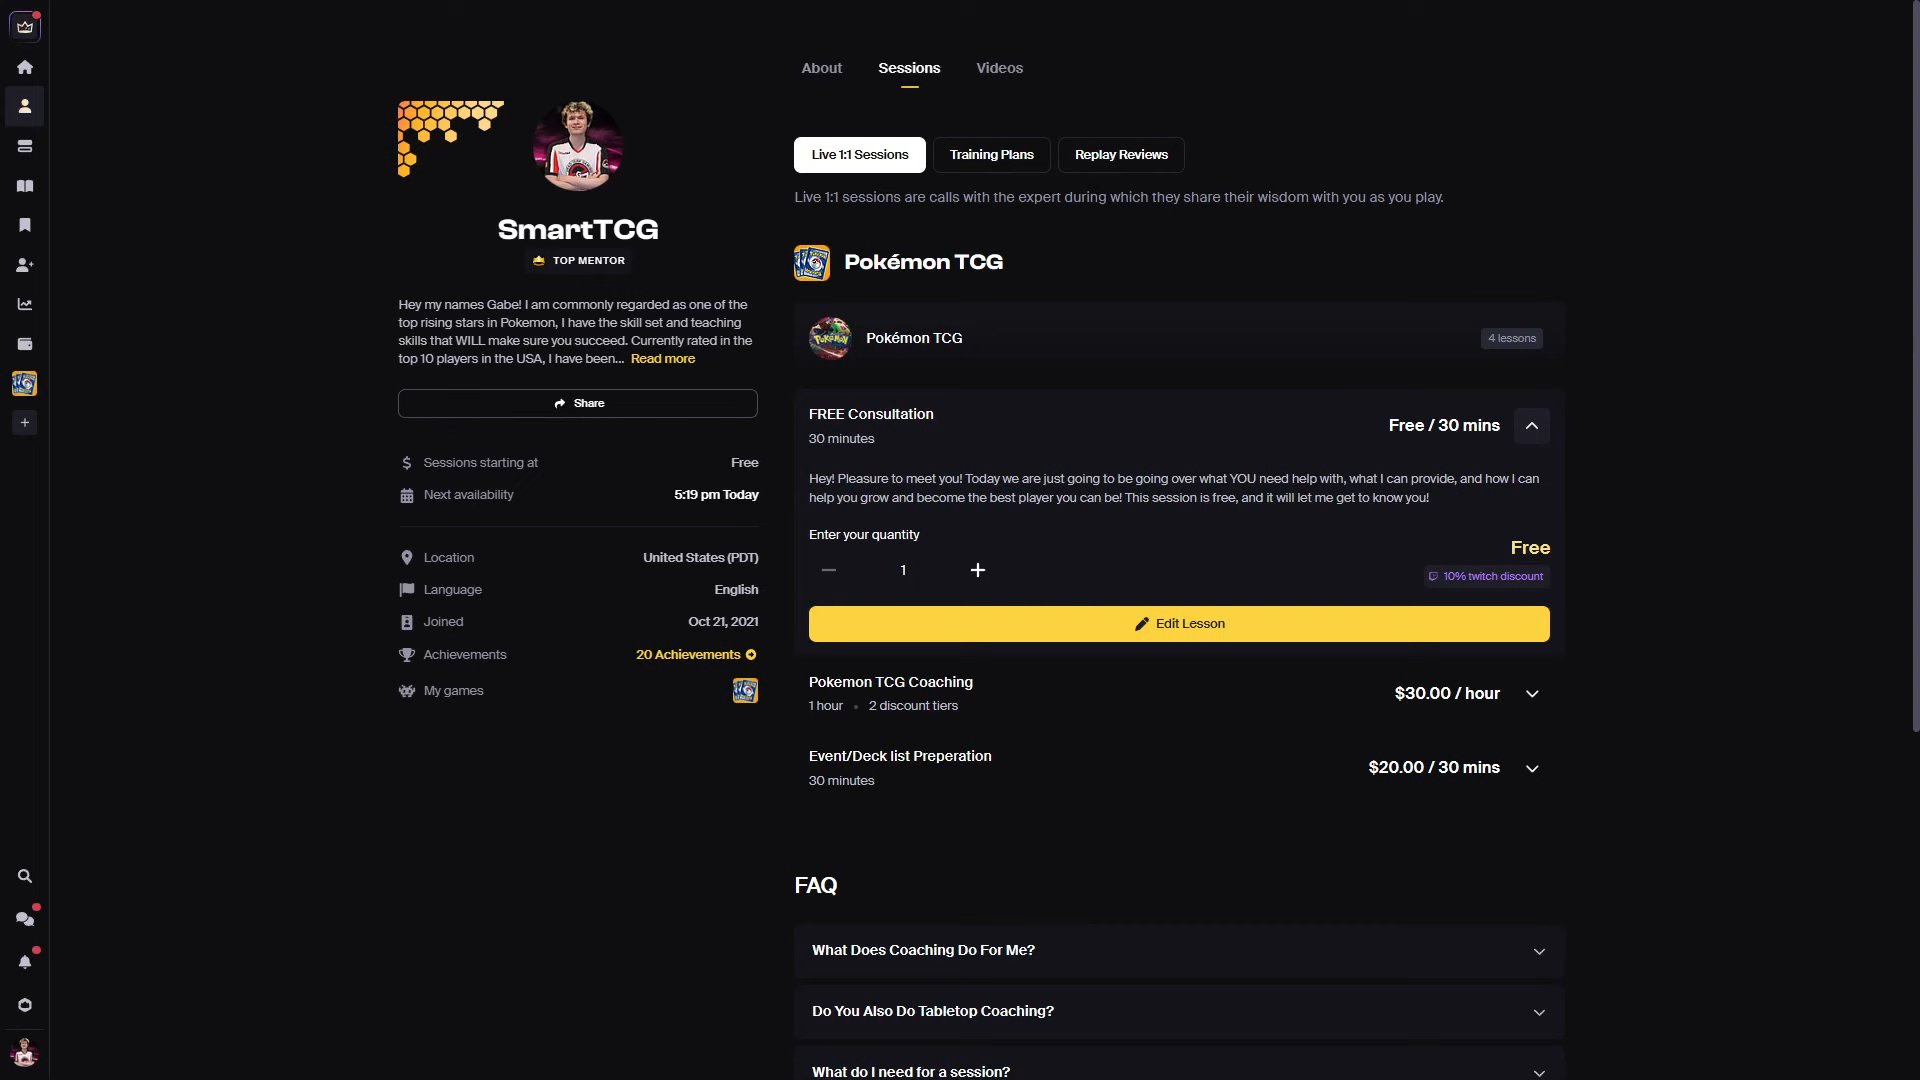 About
Sessions
Videos
SmartTCG
TOP MENTOR
Hey my names Gabe! I am commonly regarded as one of the
top rising stars in Pokemon, I have the skill set and teaching
skills that WILL make sure you succeed. Currently rated in the
top 10 players in the USA, I have been... Read more
Share
Sessions starting at Free
Next availability 5:19 pm Today
Location United States (PDT)
Language English
Joined Oct 21, 2021
Achievements 20 Achievements
My games
Live 1:1 Sessions
Training Plans
Replay Reviews
Live 1:1 sessions are calls with the expert during which they share their wisdom with you as you play.
Pokémon TCG
POKéMON
Pokémon TCG
4 lessons
FREE Consultation
30 minutes
Free / 30 mins
Hey! Pleasure to meet you! Today we are just going to be going over what YOU need help with, what I can provide, and how I can
help you grow and become the best player you can be! This session is free, and it will let me get to know you!
Enter your quantity
1
Free
10% twitch discount
Edit Lesson
Pokemon TCG Coaching
1 hour • 2 discount tiers
$30.00 / hour
Event/Deck list Preperation
30 minutes
$20.00 / 30 mins
FAQ
What Does Coaching Do For Me?
Do You Also Do Tabletop Coaching?
What do I need for a session?